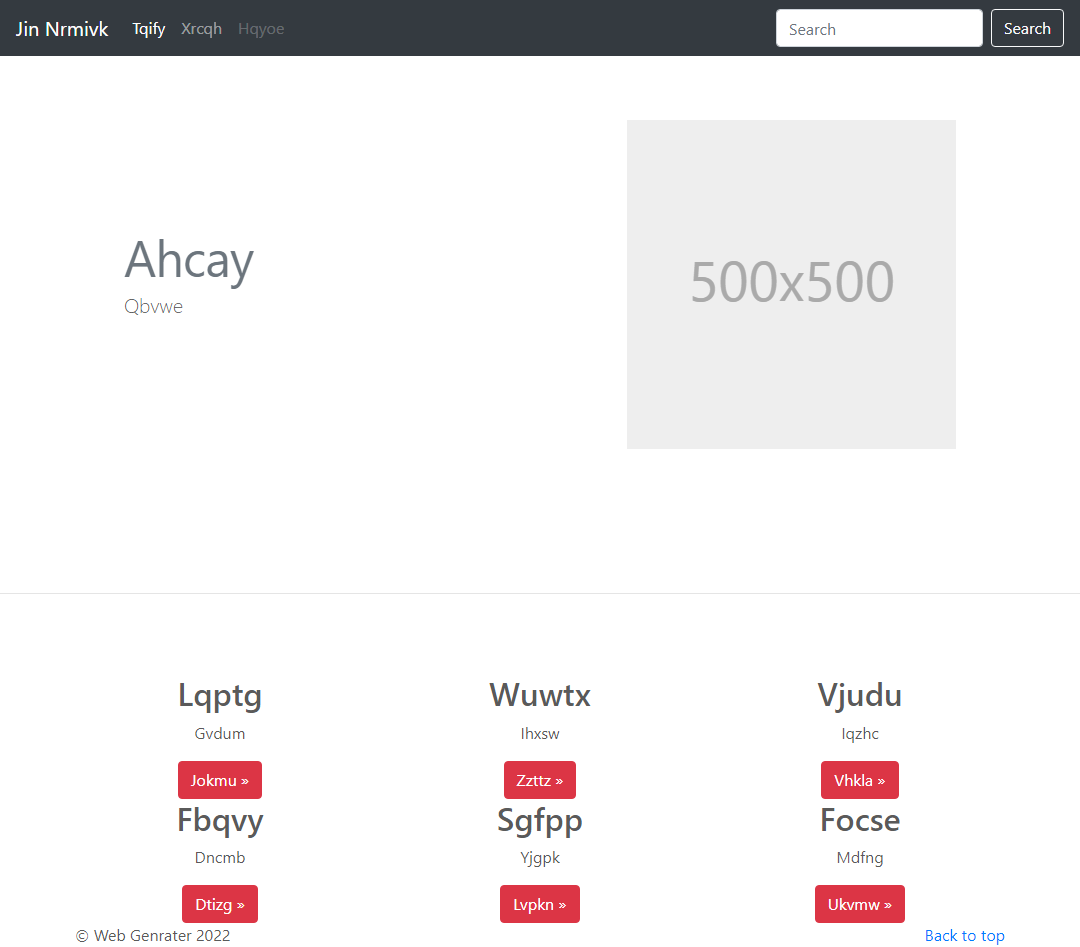 Jin Nrmivk Tqify Xrcqh Hqyoe Search Search
Ahcay
Qbvwe
500x500
Lqptg Wuwtx Vjudu
Gvdum Ihxsw Iqzhc
Jokmu » Zzttz » Vhkla »
Fbqvy Sgfpp Focse
Dncmb Yjgpk Mdfng
Dtizg » Lvpkn » Ukvmw »
© Web Genrater 2022 Back to top